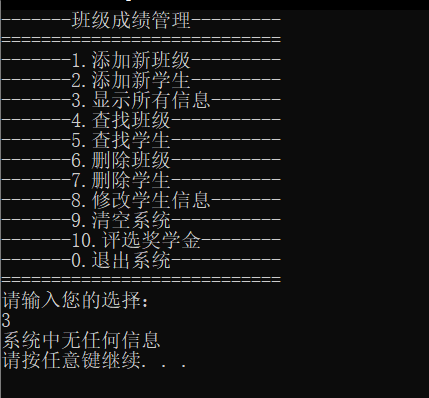 -------班级成绩管理---------
============================
-------1.添加新班级---------
-------2.添加新学生---------
-------3.显示所有信息-------
-------4.查找班级-----------
-------5.查找学生-----------
-------6.删除班级-----------
-------7.删除学生-----------
-------8.修改学生信息-------
-------9.清空系统-----------
-------10.评选奖学金--------
-------0.退出系统-----------
============================
请输入您的选择：
3
系统中无任何信息
请按任意键继续. . .